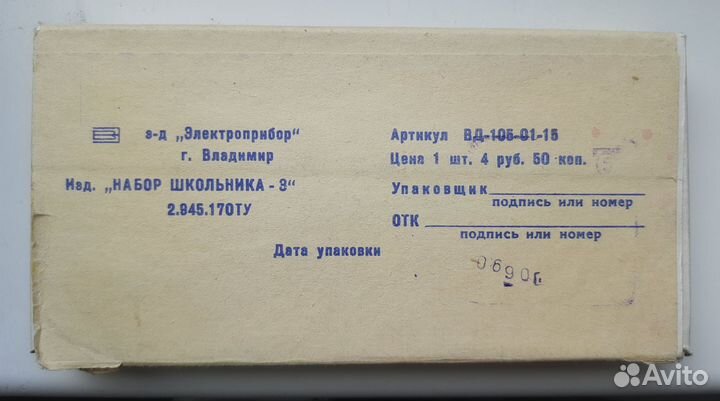 з-д „Электроприбор"
г. Владимир
Изд. „НАБОР ШКОЛЬНИКА - 3"
2.945.170ТУ
Артикул ВД-105-01-15
Цена 1 шт. 4 руб. 50 коп.
Упаковщик
подпись или номер
ОТК
подпись или номер
Дата упаковки
Avito